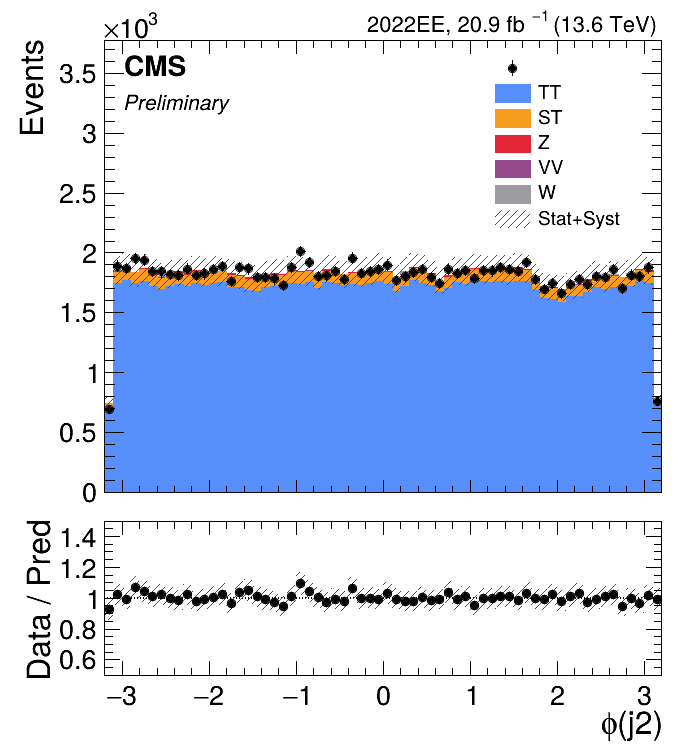 ×10³
2022EE, 20.9 fb⁻¹ (13.6 TeV)
Events
CMS
Preliminary
TT
ST
Z
VV
W
Stat+Syst
3.5
3
2.5
2
1.5
1
0.5
0
Data / Pred
1.4
1.2
1
0.8
0.6
−3 −2 −1 0 1 2 3
ϕ(j2)